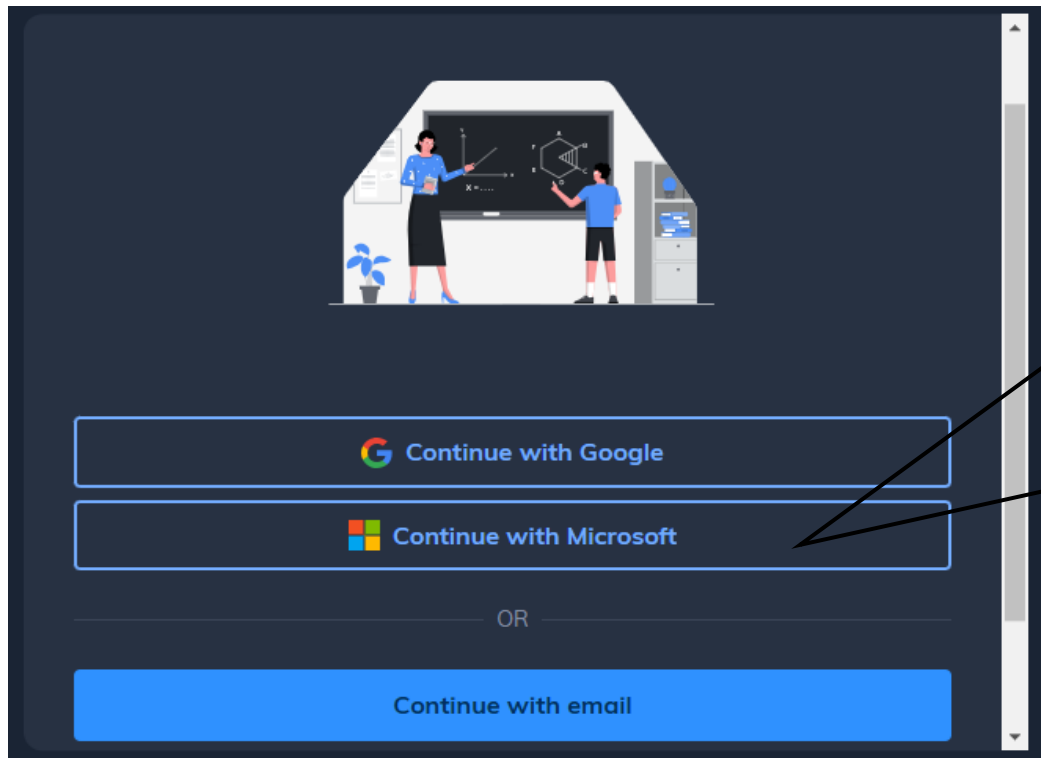 X = ....
Continue with Google
Continue with Microsoft
OR
Continue with email